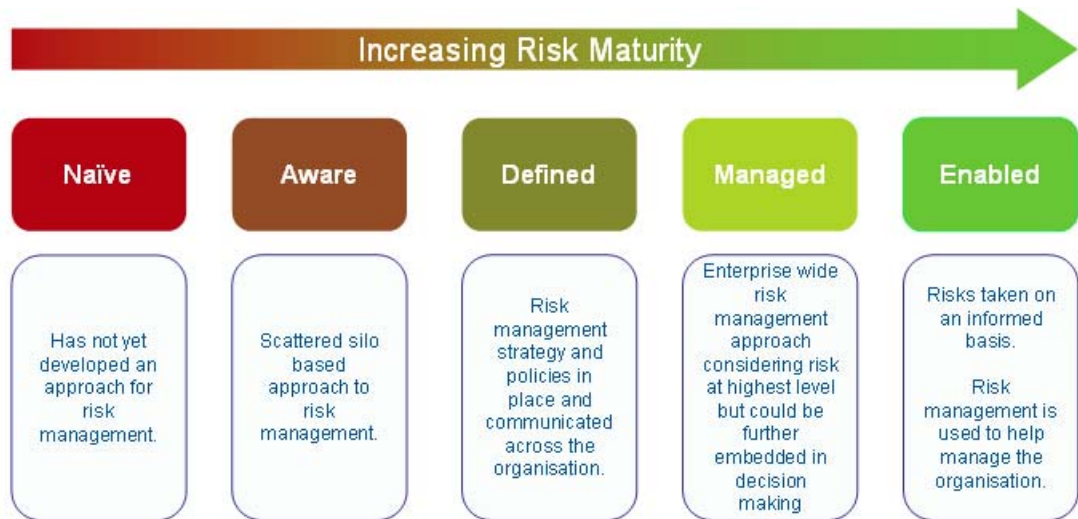 Increasing Risk Maturity
Naïve
Aware
Defined
Managed
Enabled
Has not yet
developed an
approach for
risk
management.
Scattered silo
based
approach to
risk
management.
Risk
management
strategy and
policies in
place and
communicated
across the
organisation.
Enterprise wide
risk
management
approach
considering risk
at highest level
but could be
further
embedded in
decision
making
Risks taken on
an informed
basis.
Risk
management is
used to help
manage the
organisation.